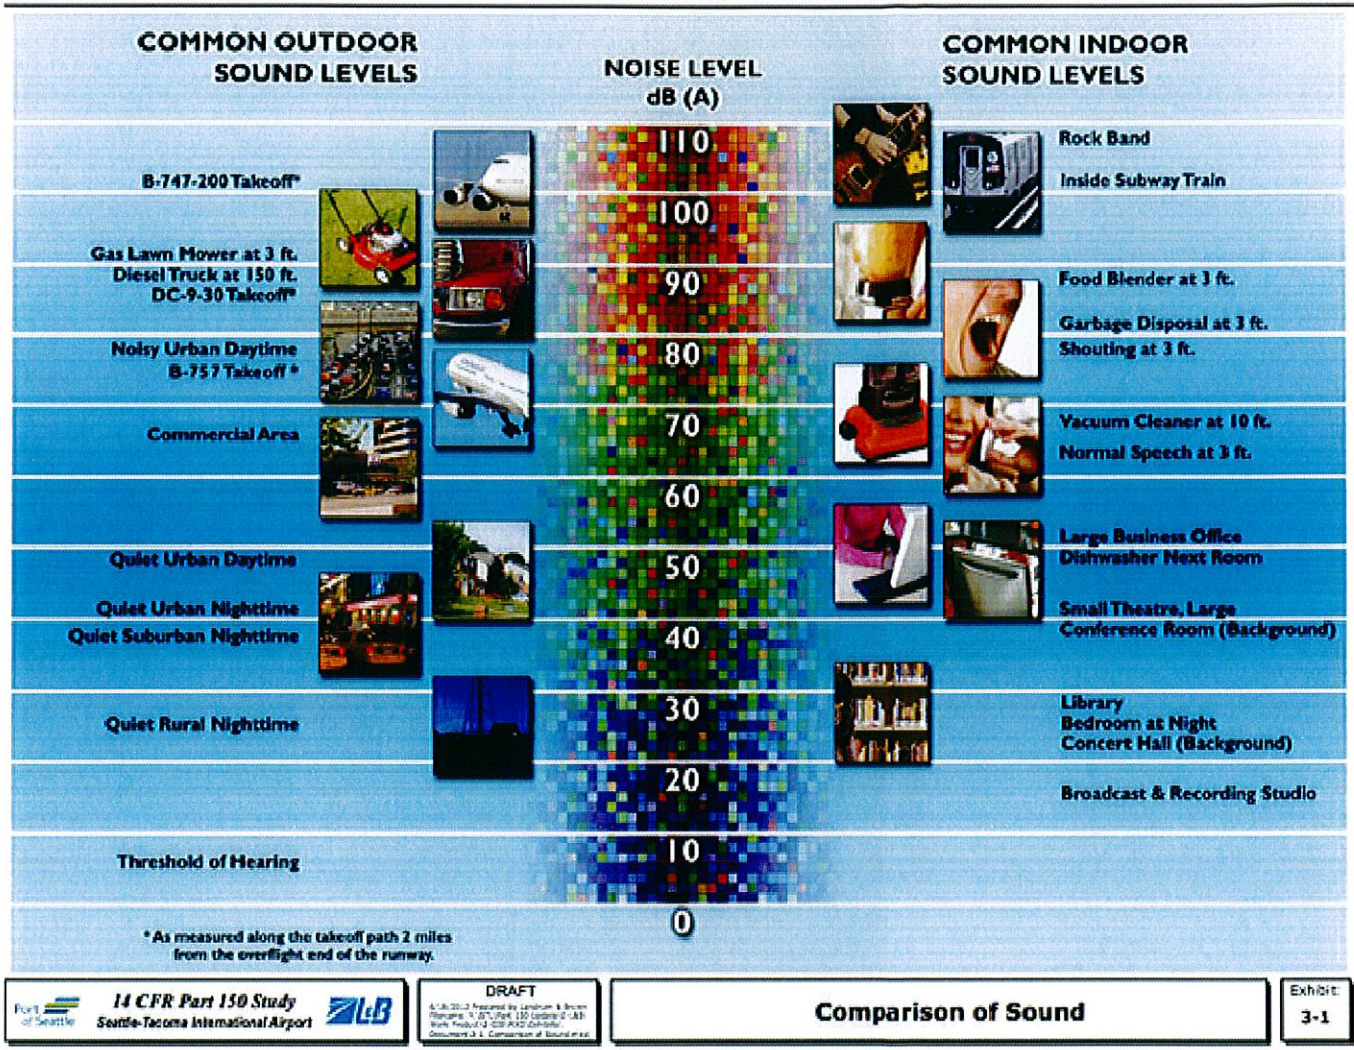 COMMON OUTDOOR
SOUND LEVELS
NOISE LEVEL
dB (A)
COMMON INDOOR
SOUND LEVELS
110
100
90
80
70
60
50
40
30
20
10
0
B-747-200 Takeoff*
Gas Lawn Mower at 3 ft.
Diesel Truck at 150 ft.
DC-9-30 Takeoff*
Noisy Urban Daytime
B-757 Takeoff *
Commercial Area
Quiet Urban Daytime
Quiet Urban Nighttime
Quiet Suburban Nighttime
Quiet Rural Nighttime
Threshold of Hearing
Rock Band
Inside Subway Train
Food Blender at 3 ft.
Garbage Disposal at 3 ft.
Shouting at 3 ft.
Vacuum Cleaner at 10 ft.
Normal Speech at 3 ft.
Large Business Office
Dishwasher Next Room
Small Theatre, Large
Conference Room (Background)
Library
Bedroom at Night
Concert Hall (Background)
Broadcast & Recording Studio
* As measured along the takeoff path 2 miles
from the overflight end of the runway.
Port
of Seattle
14 CFR Part 150 Study
Seattle-Tacoma International Airport
L&B
DRAFT
Prepared by Landrum & Brown
Comparison of Sound
Exhibit:
3-1